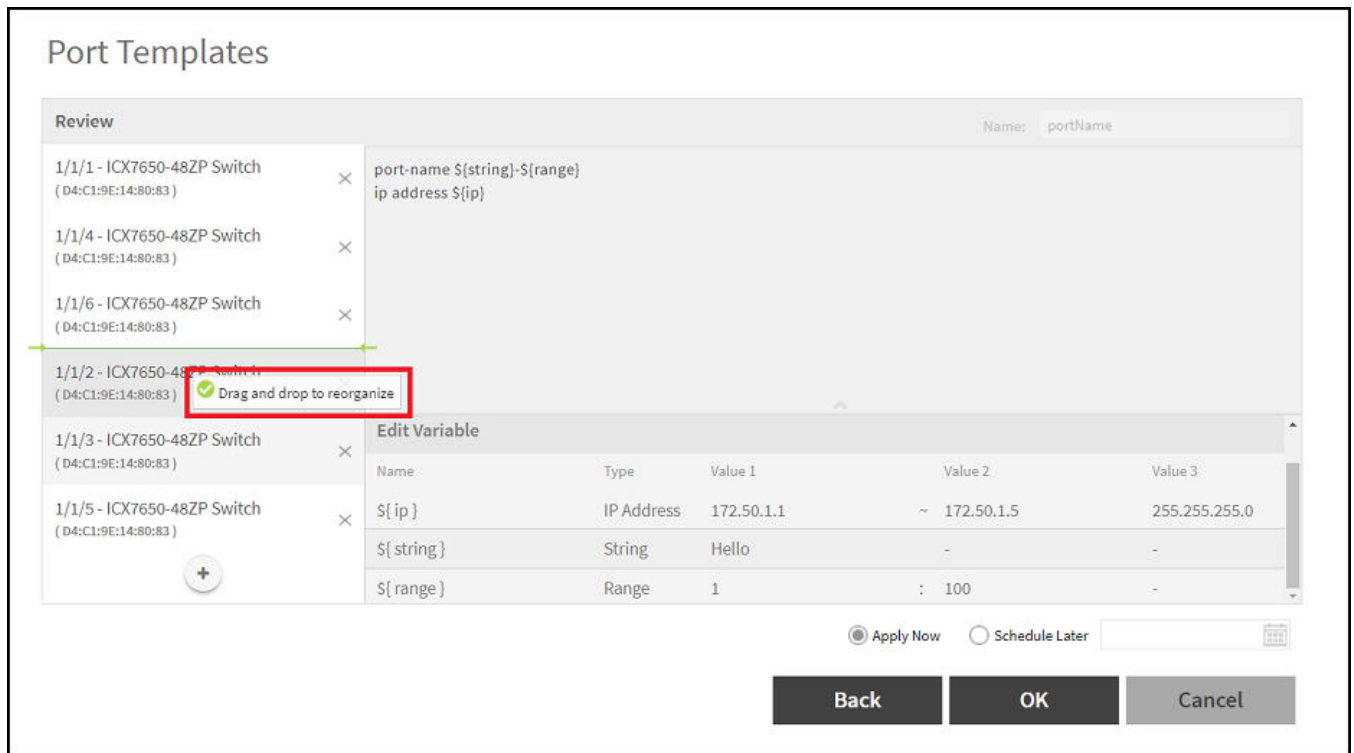 Port Templates
Review
Name: portName
1/1/1 - ICX7650-48ZP Switch
( D4:C1:9E:14:80:83 )
1/1/4 - ICX7650-48ZP Switch
( D4:C1:9E:14:80:83 )
1/1/6 - ICX7650-48ZP Switch
( D4:C1:9E:14:80:83 )
1/1/2 - ICX7650-48ZP Switch
( D4:C1:9E:14:80:83 )
Drag and drop to reorganize
1/1/3 - ICX7650-48ZP Switch
( D4:C1:9E:14:80:83 )
1/1/5 - ICX7650-48ZP Switch
( D4:C1:9E:14:80:83 )
port-name ${string}-${range}
ip address ${ip}
Edit Variable
Name Type Value 1 Value 2 Value 3
${ ip } IP Address 172.50.1.1 ~ 172.50.1.5 255.255.255.0
${ string } String Hello - -
${ range } Range 1 : 100 -
Apply Now Schedule Later
Back OK Cancel